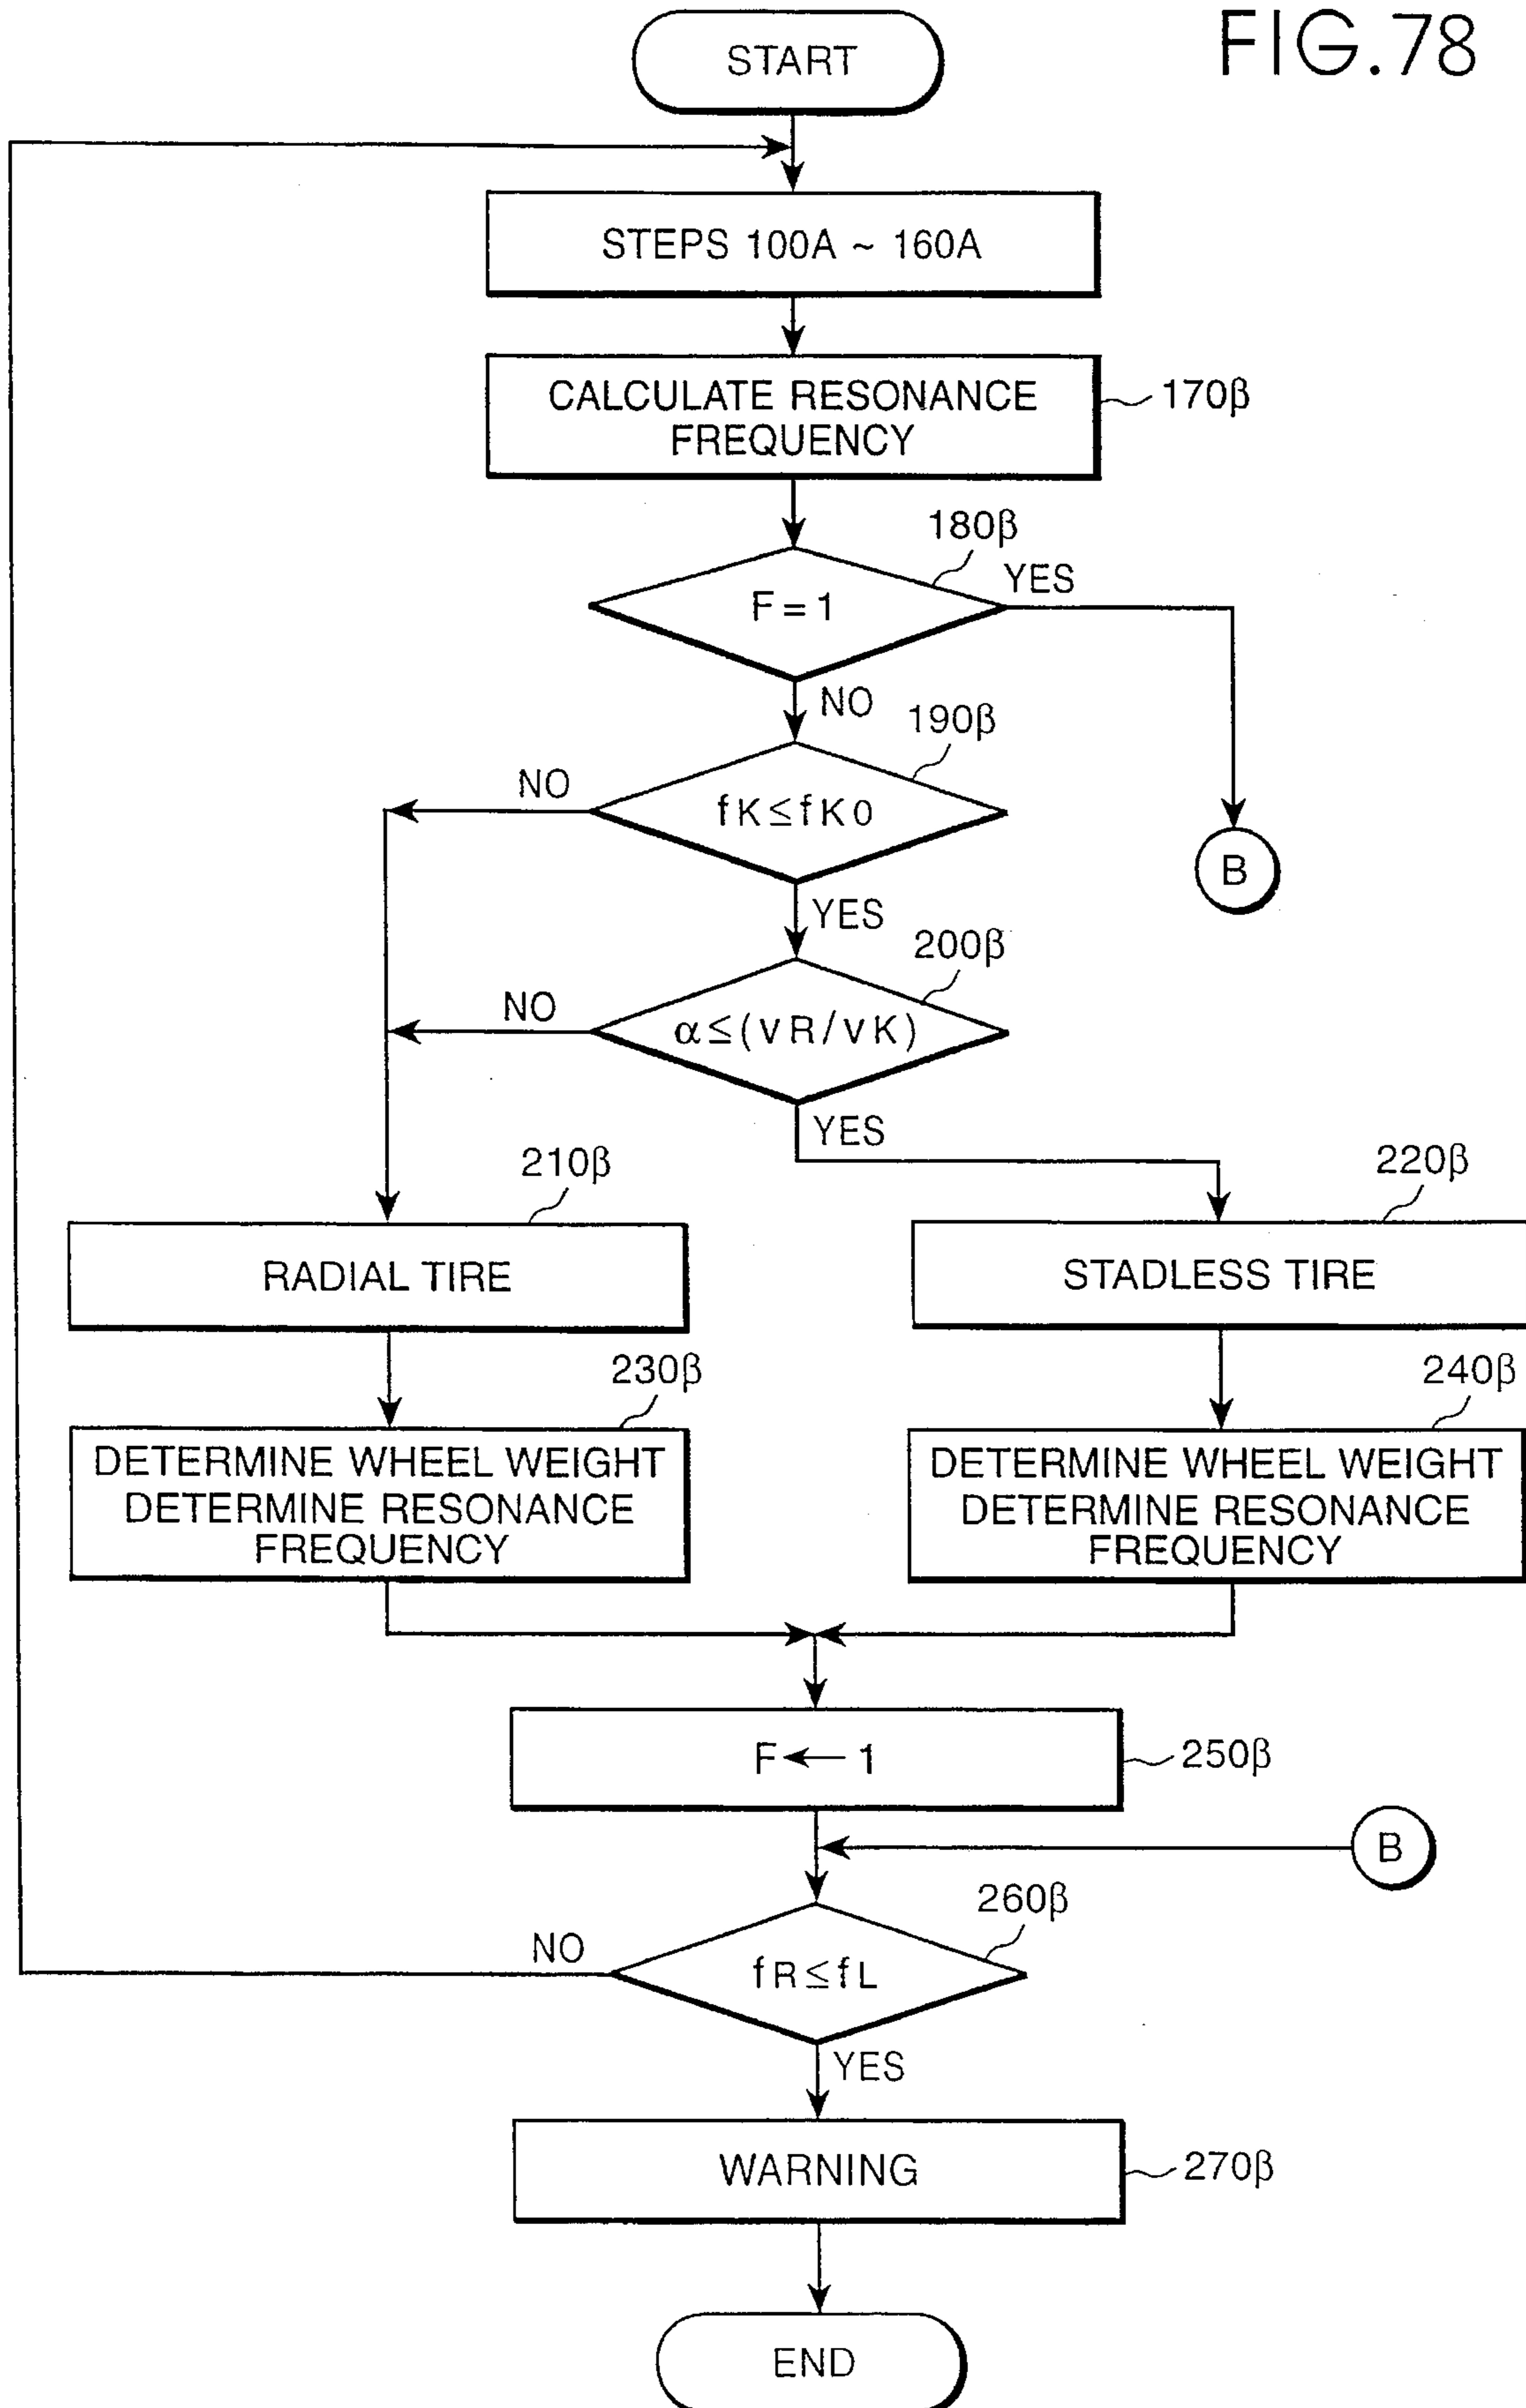 FIG.78
START
STEPS 100A ~ 160A
CALCULATE RESONANCE
FREQUENCY
170β
180β
F = 1
YES
NO
190β
NO
fK≤fK0
B
YES
200β
NO
α≤(vR/vK)
YES
210β
220β
RADIAL TIRE
STADLESS TIRE
230β
240β
DETERMINE WHEEL WEIGHT
DETERMINE RESONANCE
FREQUENCY
DETERMINE WHEEL WEIGHT
DETERMINE RESONANCE
FREQUENCY
F ← 1
250β
B
260β
NO
fR≤fL
YES
WARNING
270β
END